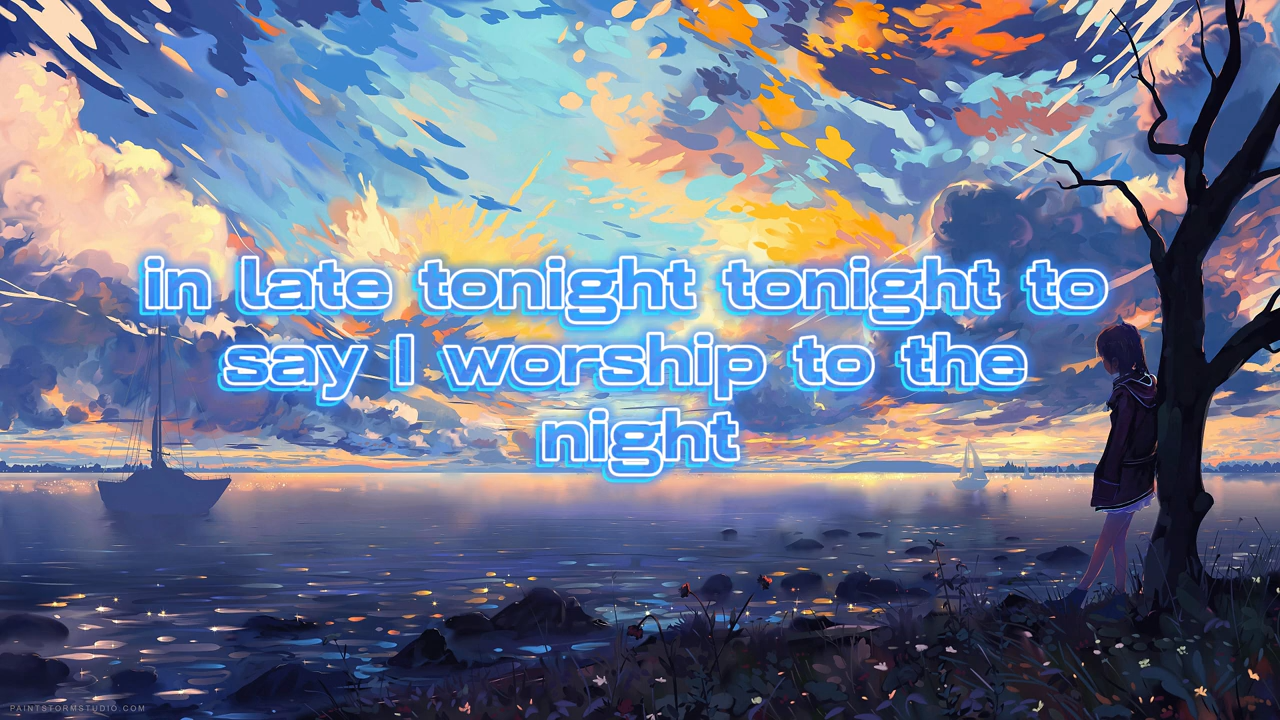 in late tonight tonight to
say I worship to the
night
PAINTSTORMSTUDIO.COM